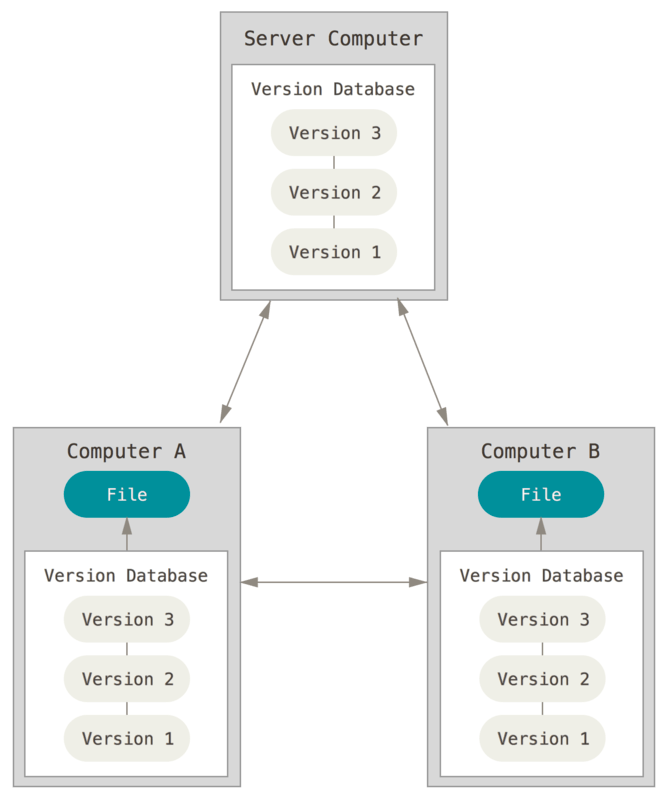 Server Computer
Version Database
Version 3
Version 2
Version 1
Computer A
File
Version Database
Version 3
Version 2
Version 1
Computer B
File
Version Database
Version 3
Version 2
Version 1